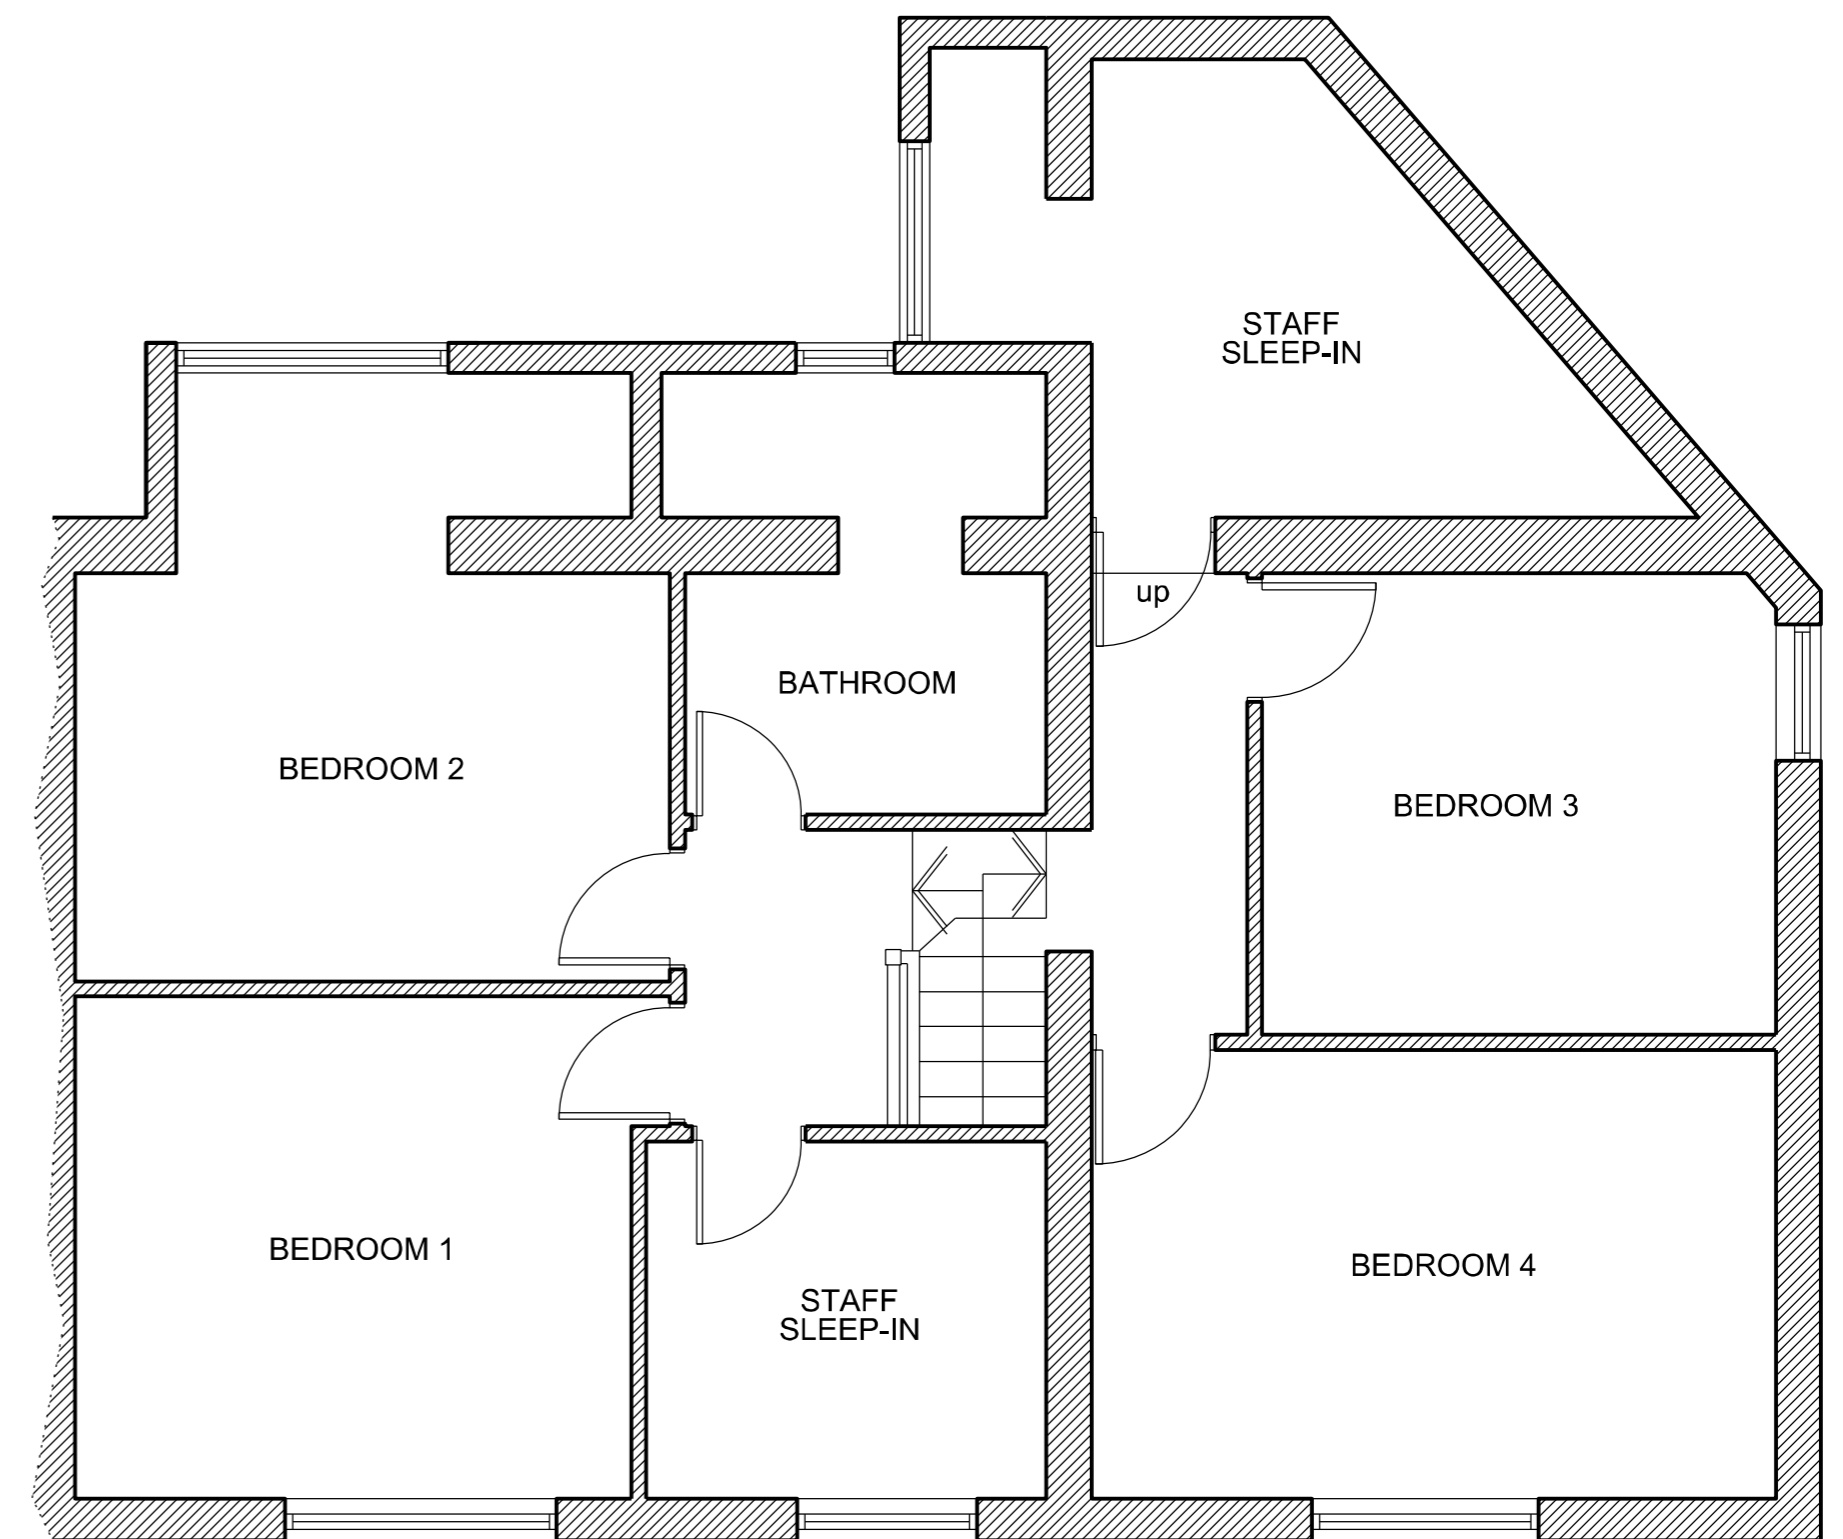 STAFF
SLEEP-IN
up
BATHROOM
BEDROOM 2
BEDROOM 3
BEDROOM 1
BEDROOM 4
STAFF
SLEEP-IN